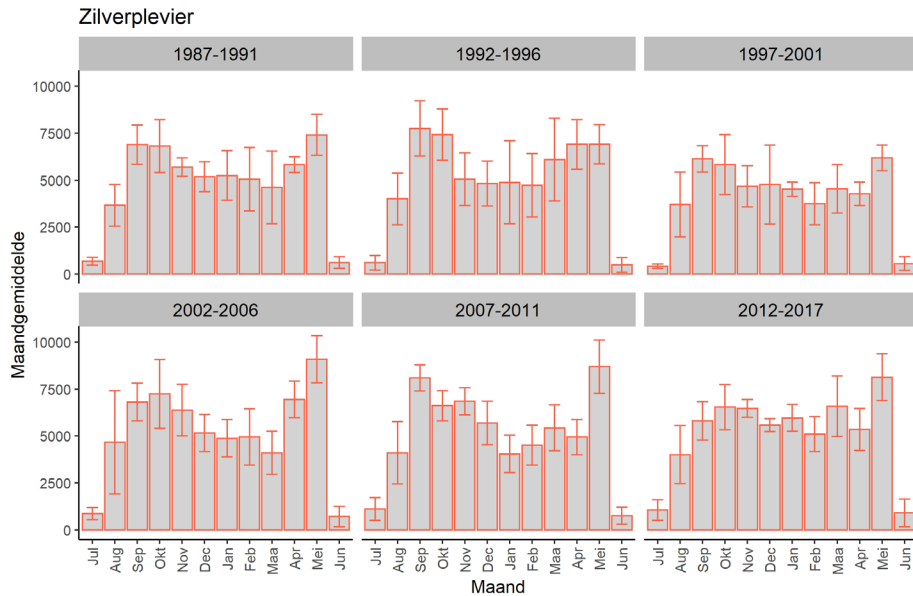 Zilverplevier
1987-1991 1992-1996 1997-2001
10000
7500
5000
2500
0
2002-2006 2007-2011 2012-2017
10000
7500
5000
2500
0
Maandgemiddelde
Jul Aug Sep Okt Nov Dec Jan Feb Maa Apr Mei Jun Jul Aug Sep Okt Nov Dec Jan Feb Maa Apr Mei Jun Jul Aug Sep Okt Nov Dec Jan Feb Maa Apr Mei Jun
Maand